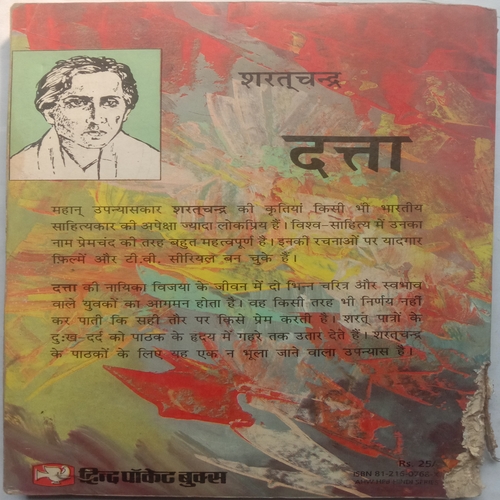 शरत्‌चन्द्र
दत्ता
महान् उपन्यासकार शरत्‌चन्द्र की कृतियां किसी भी भारतीय
साहित्यकार की अपेक्षा ज्यादा लोकप्रिय हैं। विश्व-साहित्य में उनका
नाम प्रेमचंद की तरह बहुत महत्वपूर्ण है। इनकी रचनाओं पर यादगार
फ़िल्में और टी.वी. सीरियल बन चुके हैं।
दत्ता की नायिका विजया के जीवन में दो भिन्न चरित्र और स्वभाव
वाले युवकों का आगमन होता है। वह किसी तरह भी निर्णय नहीं
कर पाती कि सही तौर पर किसे प्रेम करती है। शरत् पात्रों के
दुःख-दर्द को पाठक के हृदय में गहरे तक उतार देते हैं। शरत्‌चन्द्र
के पाठकों के लिए यह एक न भूला जाने वाला उपन्यास है।
Rs. 25/-
ISBN 81-216-0762-
हिन्द पॉकेट बुक्स